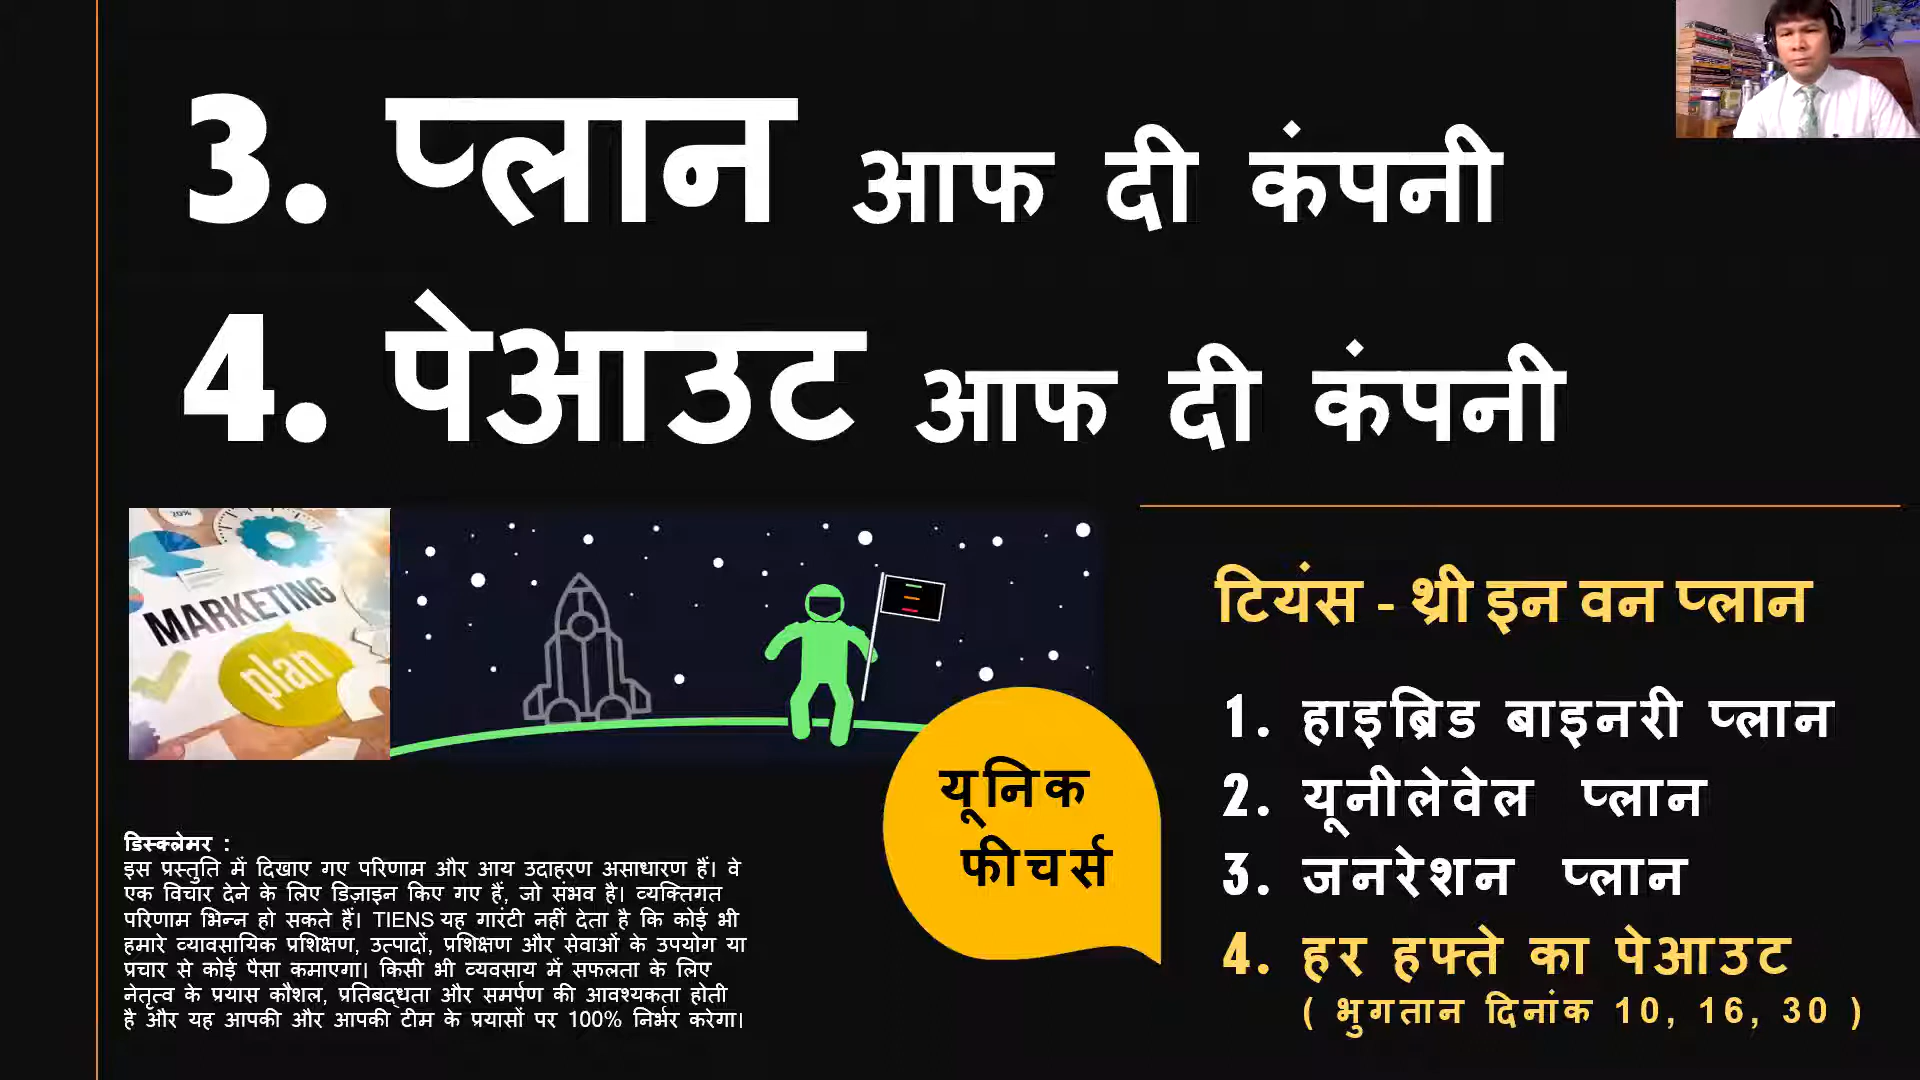 3. प्लान आफ दी कंपनी
4. पेआउट आफ दी कंपनी
MARKETING
plan
यूनिक
फीचर्स
टियंस - थ्री इन वन प्लान
1. हाइब्रिड बाइनरी प्लान
2. यूनीलेवेल प्लान
3. जनरेशन प्लान
4. हर हफ्ते का पेआउट
( भुगतान दिनांक 10, 16, 30 )
डिस्क्लेमर :
इस प्रस्तुति में दिखाए गए परिणाम और आय उदाहरण असाधारण हैं। वे
एक विचार देने के लिए डिज़ाइन किए गए हैं, जो संभव है। व्यक्तिगत
परिणाम भिन्न हो सकते हैं। TIENS यह गारंटी नहीं देता है कि कोई भी
हमारे व्यावसायिक प्रशिक्षण, उत्पादों, प्रशिक्षण और सेवाओं के उपयोग या
प्रचार से कोई पैसा कमाएगा। किसी भी व्यवसाय में सफलता के लिए
नेतृत्व के प्रयास कौशल, प्रतिबद्धता और समर्पण की आवश्यकता होती
है और यह आपकी और आपकी टीम के प्रयासों पर 100% निर्भर करेगा।